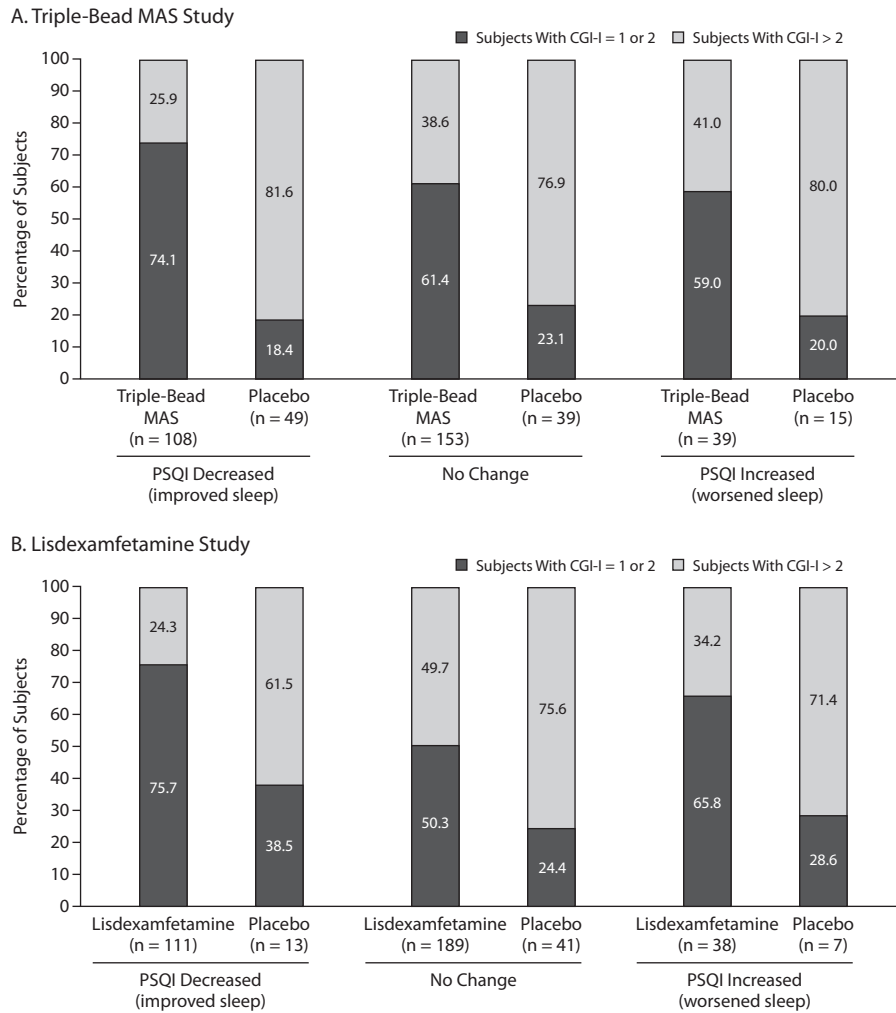 A. Triple-Bead MAS Study
Subjects With CGI-I = 1 or 2 Subjects With CGI-I > 2
Percentage of Subjects
100
90
80
70
60
50
40
30
20
10
0
25.9
74.1
81.6
18.4
38.6
61.4
76.9
23.1
41.0
59.0
80.0
20.0
Triple-Bead
MAS
(n = 108)
Placebo
(n = 49)
Triple-Bead
MAS
(n = 153)
Placebo
(n = 39)
Triple-Bead
MAS
(n = 39)
Placebo
(n = 15)
PSQI Decreased
(improved sleep)
No Change
PSQI Increased
(worsened sleep)
B. Lisdexamfetamine Study
Subjects With CGI-I = 1 or 2 Subjects With CGI-I > 2
Percentage of Subjects
100
90
80
70
60
50
40
30
20
10
0
24.3
75.7
61.5
38.5
49.7
50.3
75.6
24.4
34.2
65.8
71.4
28.6
Lisdexamfetamine
(n = 111)
Placebo
(n = 13)
Lisdexamfetamine
(n = 189)
Placebo
(n = 41)
Lisdexamfetamine
(n = 38)
Placebo
(n = 7)
PSQI Decreased
(improved sleep)
No Change
PSQI Increased
(worsened sleep)